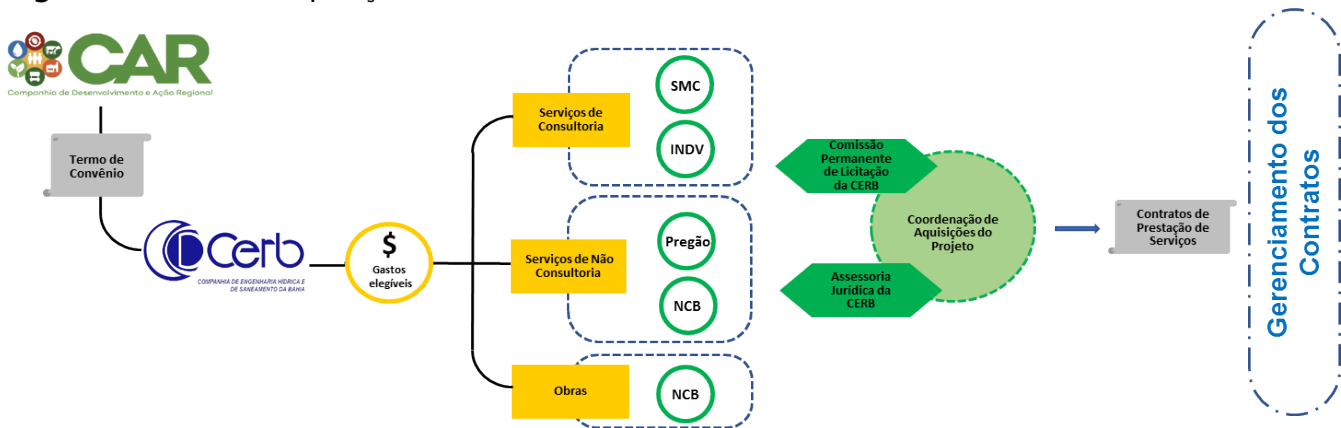 CAR
Companhia de Desenvolvimento e Ação Regional
Termo de
Convênio
Cerb
COMPANHIA DE ENGENHARIA HÍDRICA E
DE SANEAMENTO DA BAHIA
$
Gastos
elegíveis
Serviços de
Consultoria
SMC
INDV
Serviços de Não
Consultoria
Pregão
NCB
Obras
NCB
Comissão
Permanente
de Licitação
da CERB
Coordenação de
Aquisições do
Projeto
Assessoria
Jurídica da
CERB
Contratos de
Prestação de
Serviços
Gerenciamento dos
Contratos